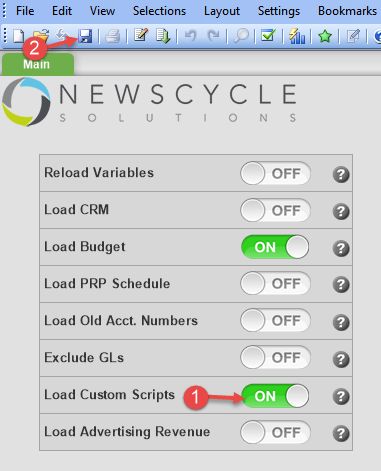 File Edit View Selections Layout Settings Bookmarks
2
Main
NEWSCYCLE
SOLUTIONS
Reload Variables OFF ?
Load CRM OFF ?
Load Budget ON ?
Load PRP Schedule OFF ?
Load Old Acct. Numbers OFF ?
Exclude GLs OFF ?
Load Custom Scripts 1 ON ?
Load Advertising Revenue OFF ?